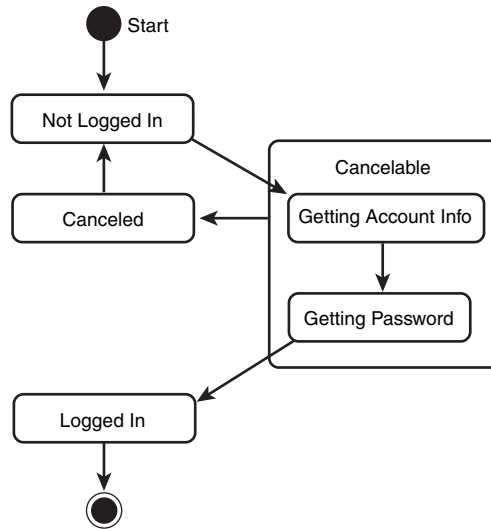 Start
Not Logged In
Cancelable
Canceled
Getting Account Info
Getting Password
Logged In